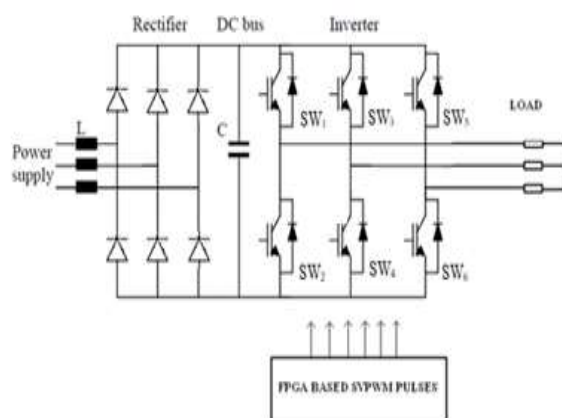 Rectifier DC bus Inverter
LOAD
L
C
SW₁ SW₃ SW₅
Power
supply
SW₂ SW₄ SW₆
FPGA BASED SVPWM PULSES